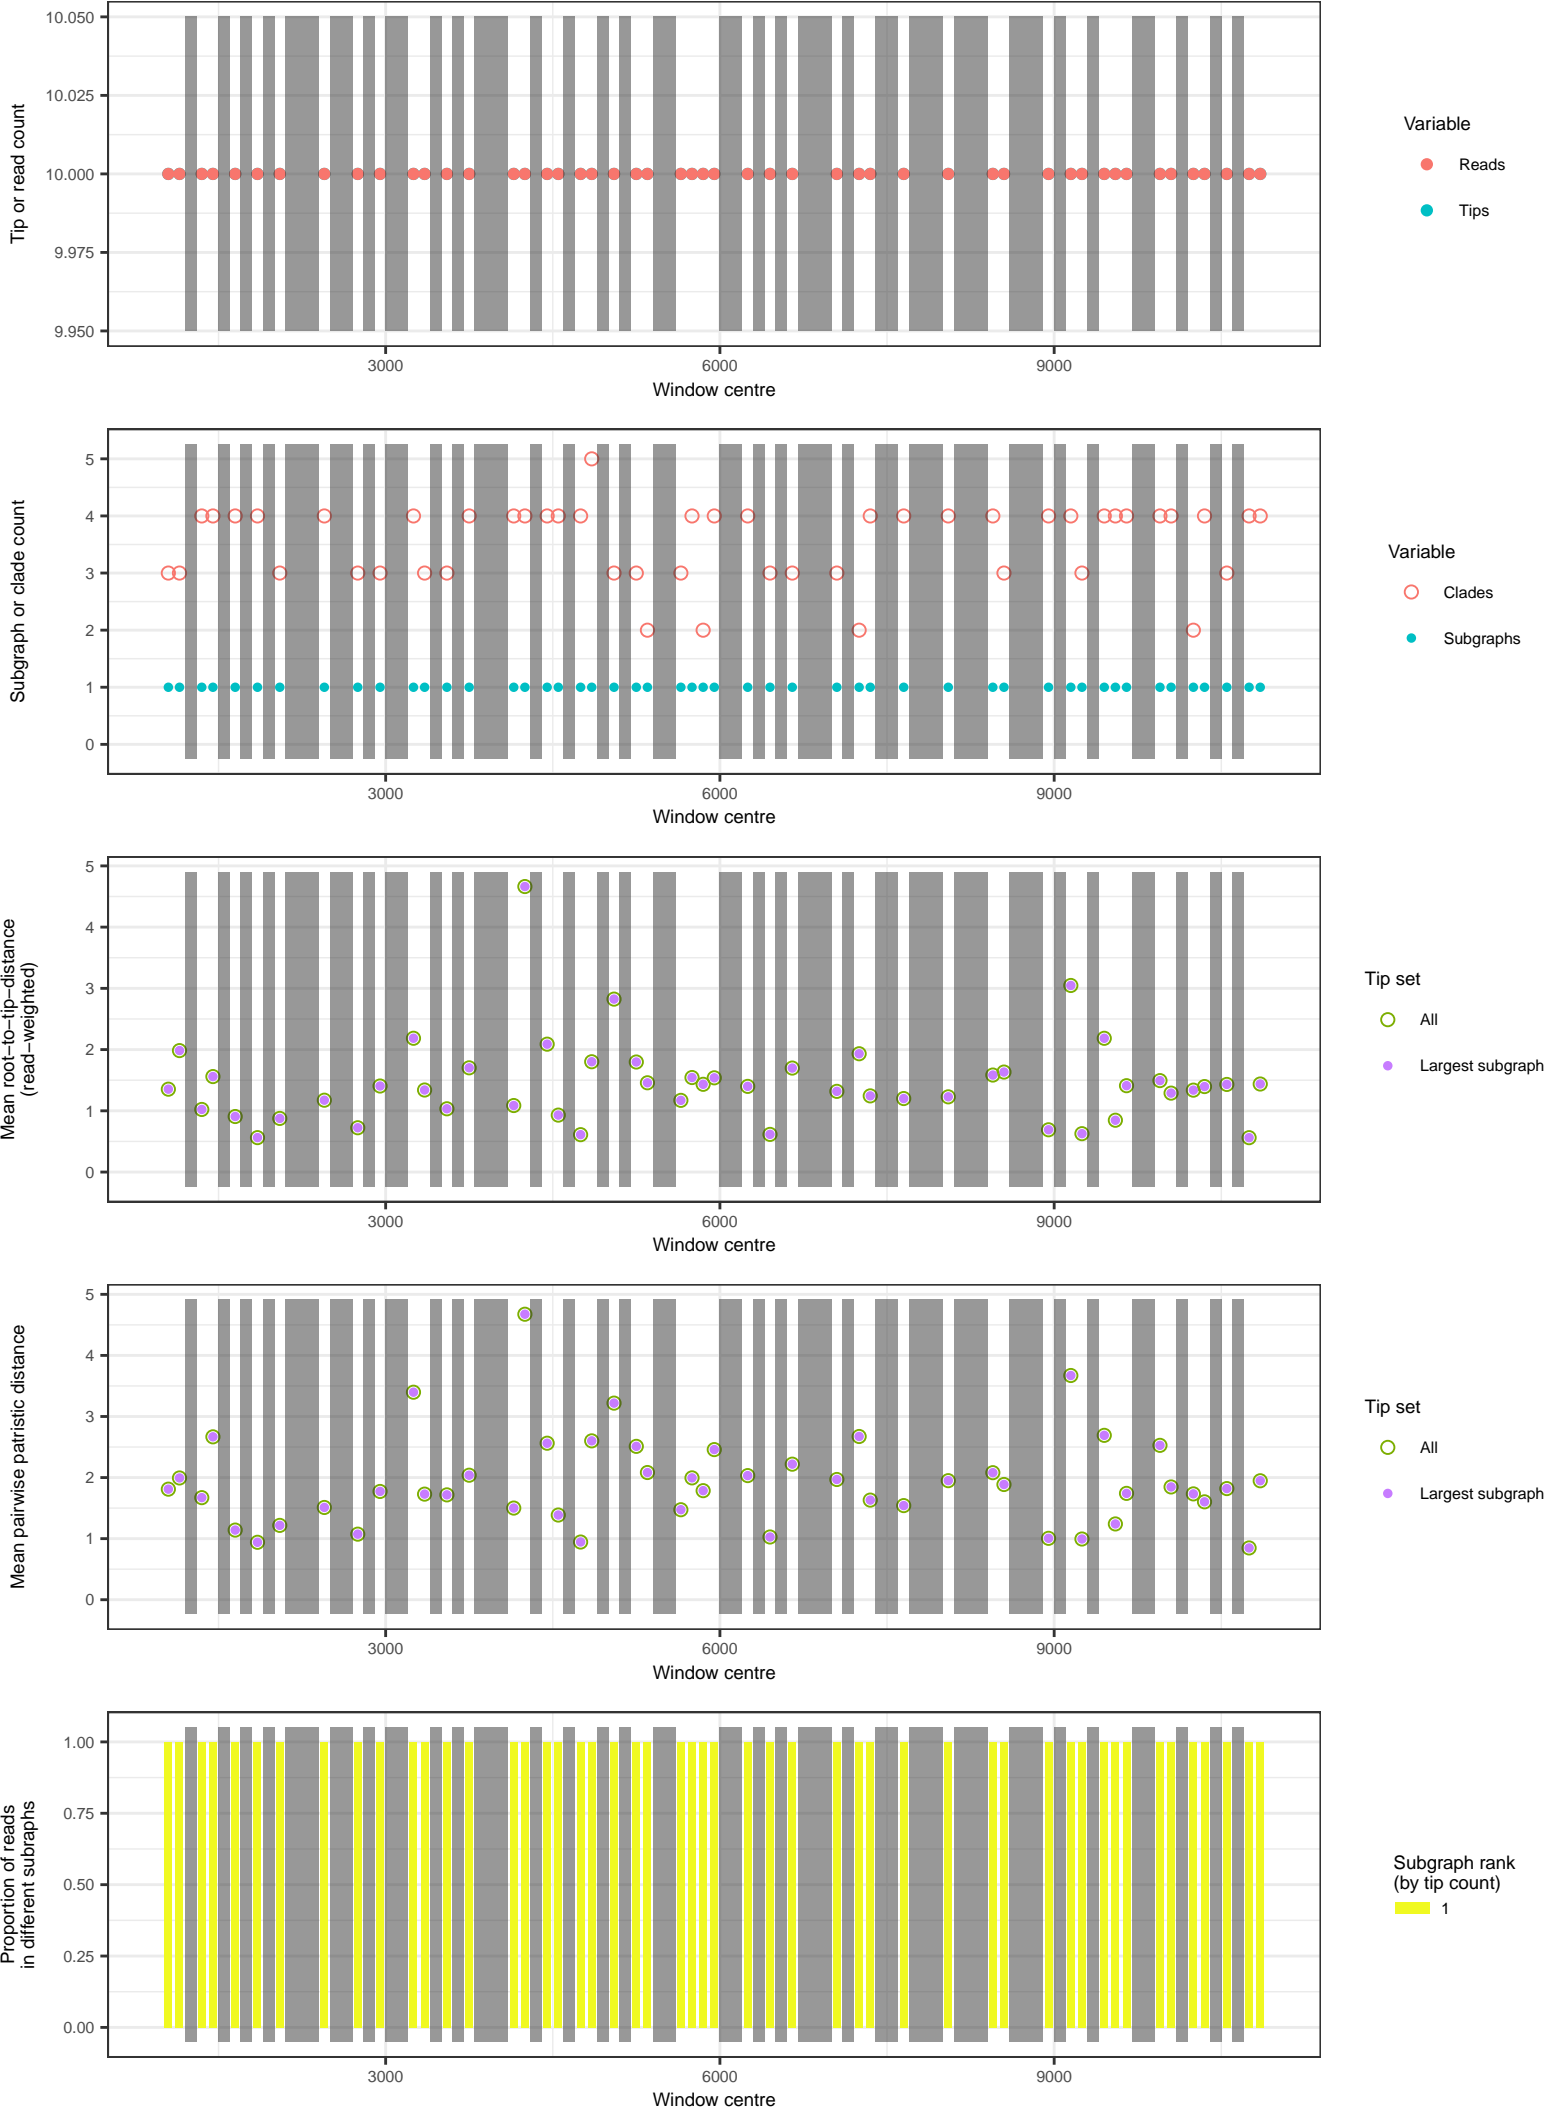 10.050
10.025
10.000
9.975
9.950
Tip or read count
3000
6000
9000
Window centre
Variable
Reads
Tips
5
4
3
2
1
0
Subgraph or clade count
3000
6000
9000
Window centre
Variable
Clades
Subgraphs
5
4
3
2
1
0
Mean root−to−tip−distance
(read−weighted)
3000
6000
9000
Window centre
Tip set
All
Largest subgraph
5
4
3
2
1
0
Mean pairwise patristic distance
3000
6000
9000
Window centre
Tip set
All
Largest subgraph
1.00
0.75
0.50
0.25
0.00
Proportion of reads
in different subraphs
3000
6000
9000
Window centre
Subgraph rank
(by tip count)
1